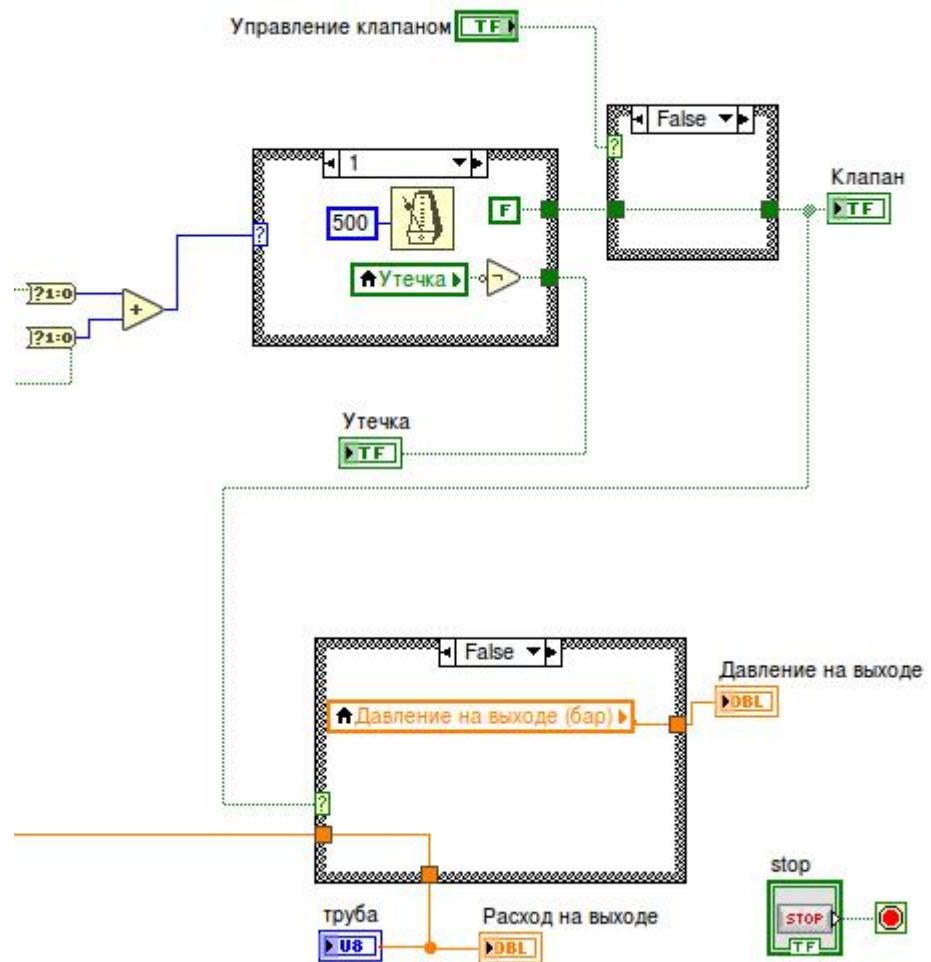 Управление клапаном
TF
False
?
1
Клапан
TF
500
F
?
Утечка
?1:0
+
?1:0
Утечка
TF
False
Давление на выходе
DBL
Давление на выходе (бар)
?
stop
STOP
TF
труба
U8
Расход на выходе
DBL